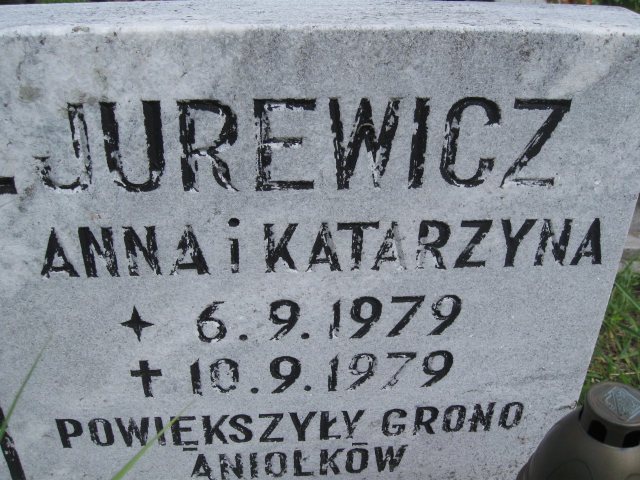 JUREWICZ
ANNA i KATARZYNA
✦ 6.9.1979
✝ 10.9.1979
POWIĘKSZYŁY GRONO
ANIOŁKÓW